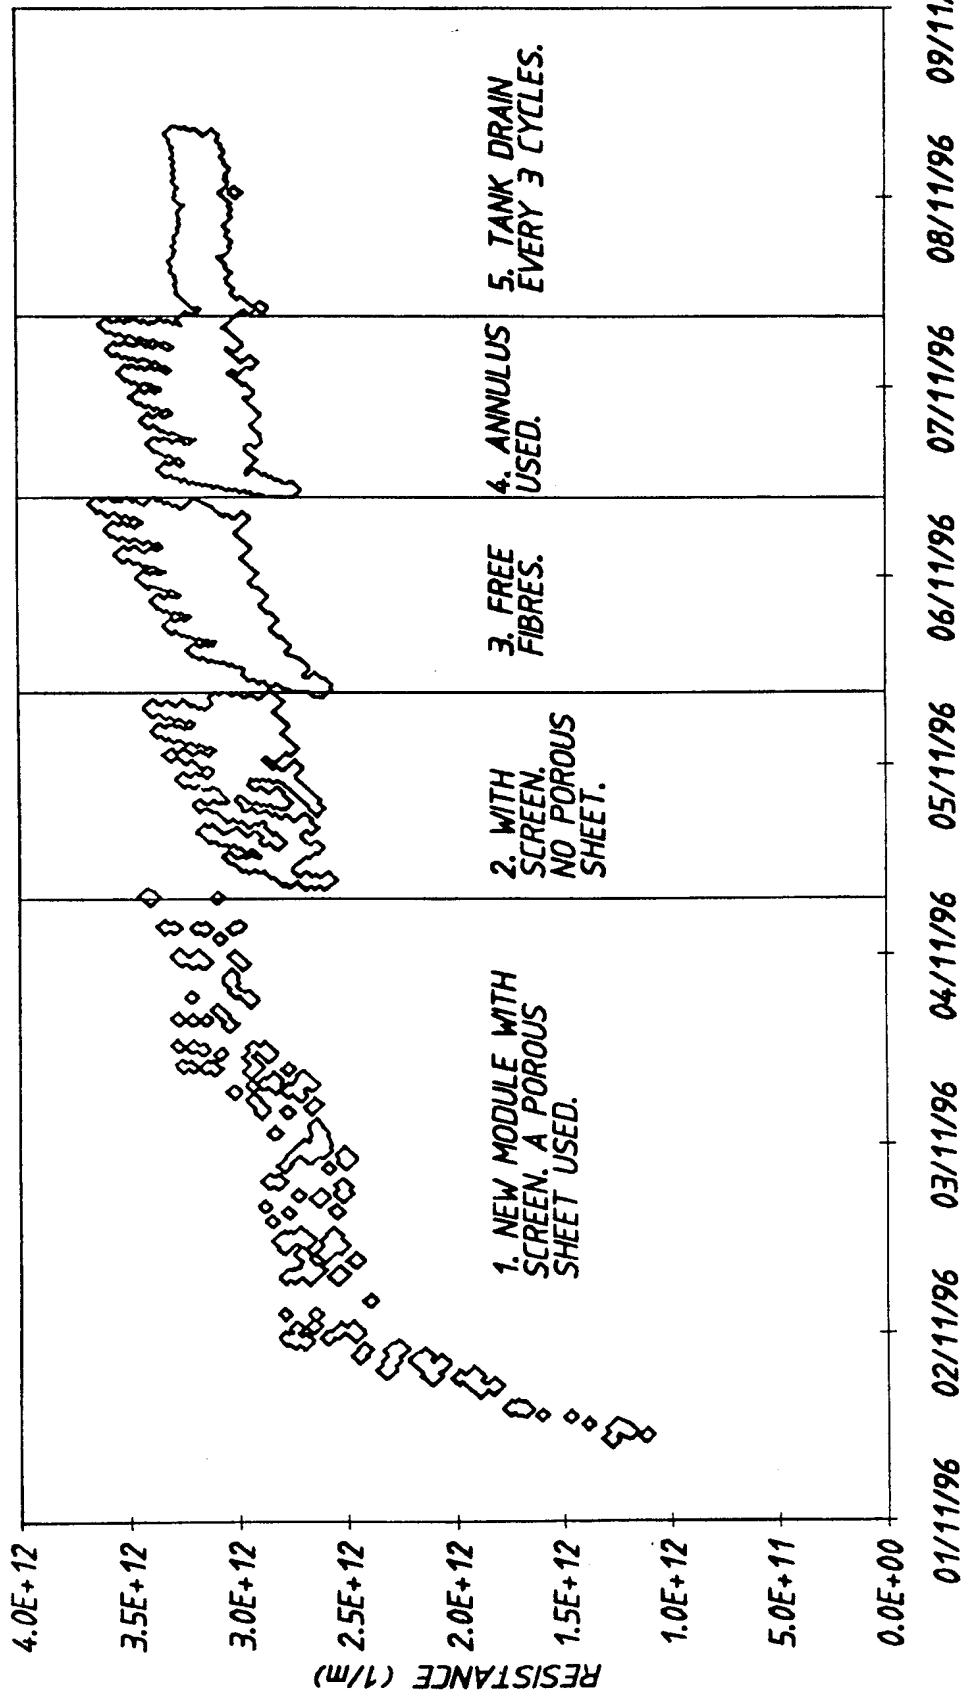 RESISTANCE (1/m)
4.0E+12
3.5E+12
3.0E+12
2.5E+12
2.0E+12
1.5E+12
1.0E+12
5.0E+11
0.0E+00
1. NEW MODULE WITH
SCREEN. A POROUS
SHEET USED.
2. WITH
SCREEN.
NO POROUS
SHEET.
3. FREE
FIBRES.
4. ANNULUS
USED.
5. TANK DRAIN
EVERY 3 CYCLES.
01/11/96 02/11/96 03/11/96 04/11/96 05/11/96 06/11/96 07/11/96 08/11/96 09/11/